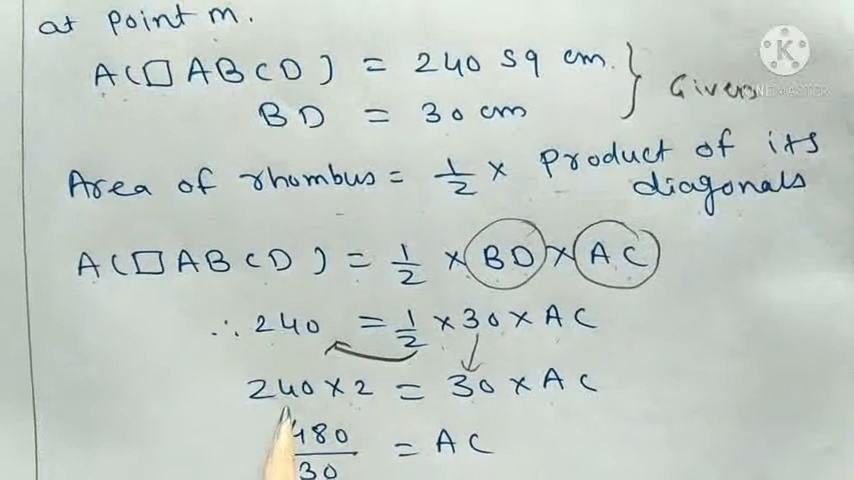 at point m.
A(□ABCD) = 240 sq cm.
BD = 30 cm
Given
Area of rhombus = 1/2 × product of its
diagonals
A(□ABCD) = 1/2 × BD × AC
∴ 240 = 1/2 × 30 × AC
240 × 2 = 30 × AC
480/30 = AC
K
KINEMASTER